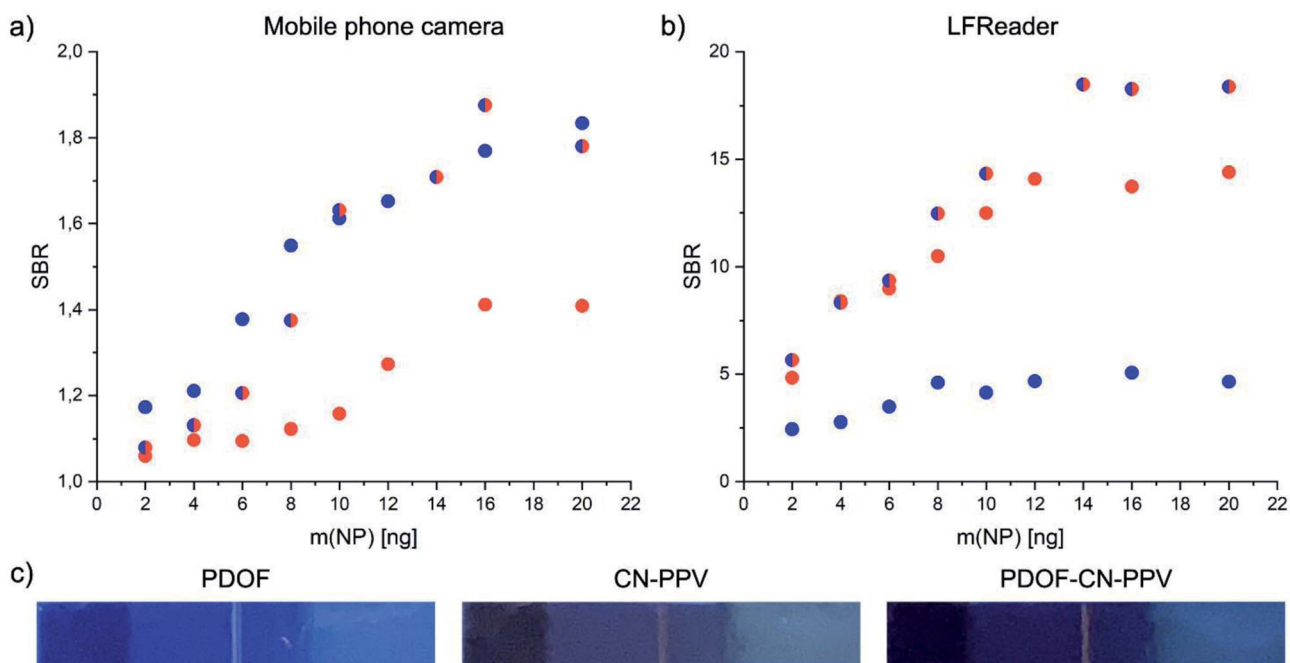 a) Mobile phone camera
2,0
1,8
1,6
1,4
1,2
1,0
SBR
0 2 4 6 8 10 12 14 16 18 20 22
m(NP) [ng]
b) LFReader
20
15
10
5
0
SBR
0 2 4 6 8 10 12 14 16 18 20 22
m(NP) [ng]
c) PDOF CN-PPV PDOF-CN-PPV